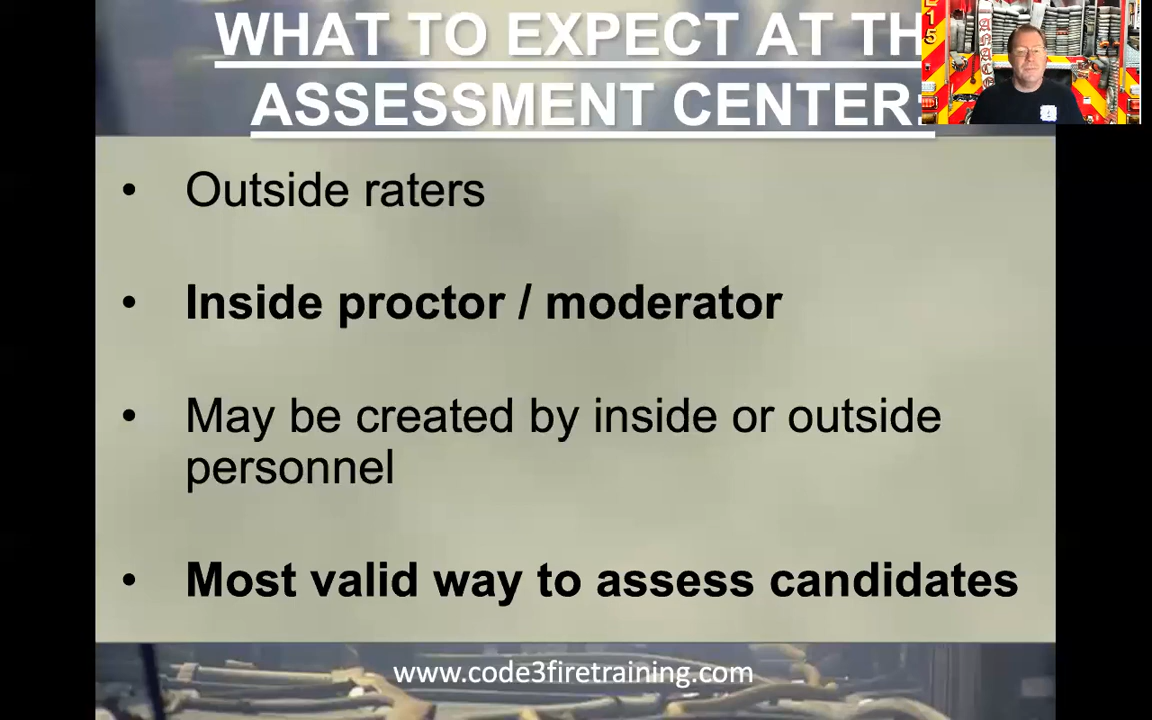 WHAT TO EXPECT AT TH
ASSESSMENT CENTER:
• Outside raters
• Inside proctor / moderator
• May be created by inside or outside
personnel
• Most valid way to assess candidates
www.code3firetraining.com
E15